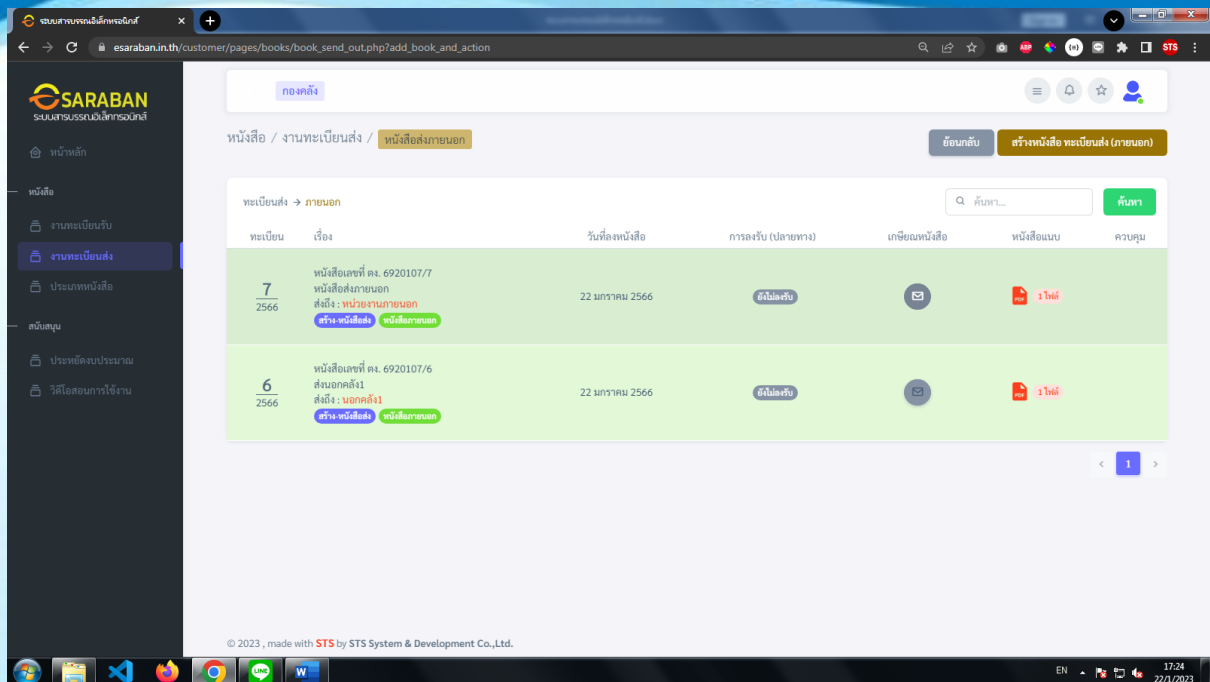 ระบบสารบรรณอิเล็กทรอนิกส์
esaraban.in.th/customer/pages/books/book_send_out.php?add_book_and_action
ABP
STS
SARABAN
ระบบสารบรรณอิเล็กทรอนิกส์
กองคลัง
หนังสือ / งานทะเบียนส่ง / หนังสือส่งภายนอก
ย้อนกลับ
สร้างหนังสือ ทะเบียนส่ง (ภายนอก)
หน้าหลัก
หนังสือ
งานทะเบียนรับ
งานทะเบียนส่ง
ประเภทหนังสือ
สนับสนุน
ประหยัดงบประมาณ
วิดีโอสอนการใช้งาน
ทะเบียนส่ง → ภายนอก
ค้นหา...
ค้นหา
ทะเบียน เรื่อง วันที่ลงหนังสือ การลงรับ (ปลายทาง) เกษียณหนังสือ หนังสือแนบ ควบคุม
7
2566
หนังสือเลขที่ คง. 6920107/7
หนังสือส่งภายนอก
ส่งถึง : หน่วยงานภายนอก
สร้าง-หนังสือส่ง หนังสือภายนอก
22 มกราคม 2566
ยังไม่ลงรับ
PDF
1 ไฟล์
6
2566
หนังสือเลขที่ คง. 6920107/6
ส่งนอกคลัง1
ส่งถึง : นอกคลัง1
สร้าง-หนังสือส่ง หนังสือภายนอก
22 มกราคม 2566
ยังไม่ลงรับ
PDF
1 ไฟล์
1
© 2023 , made with STS by STS System & Development Co.,Ltd.
LINE
W
EN
17:24
22/1/2023